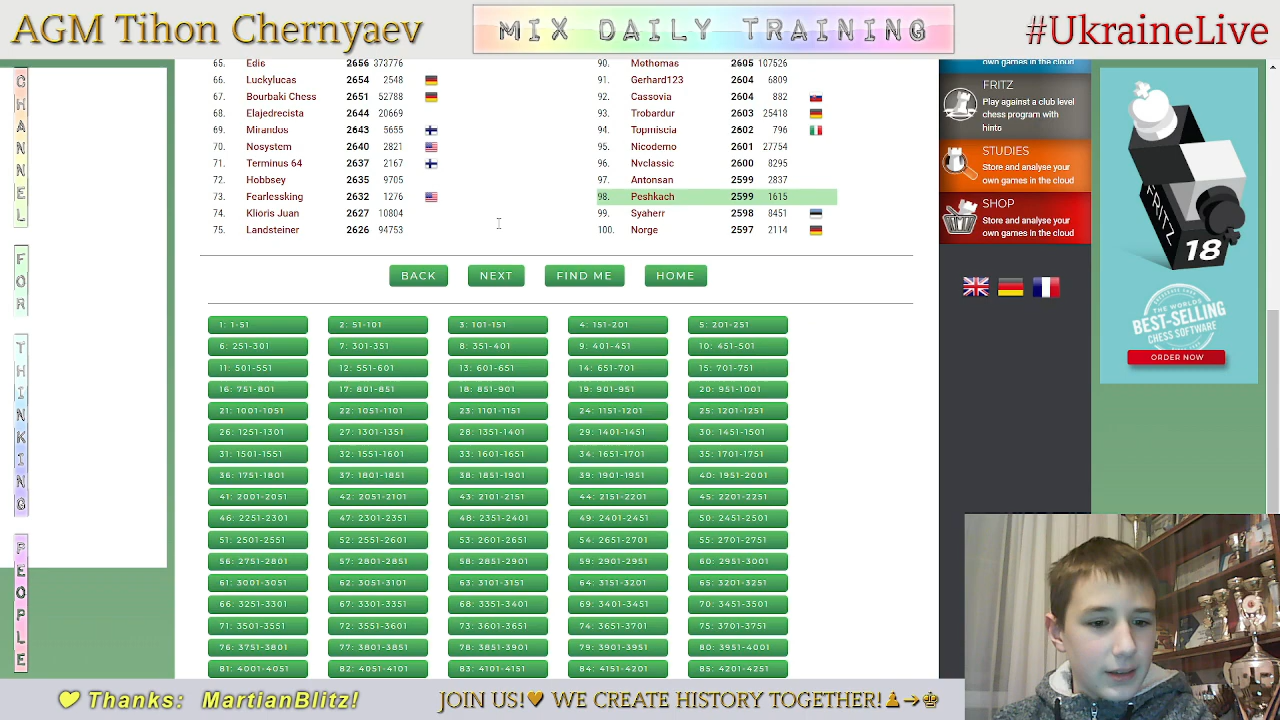 AGM Tihon Chernyaev
MIX DAILY TRAINING
#UkraineLive
CHANEL FOR THINKING PEOPLE
65. Edis 2656 373776
66. Luckylucas 2654 2548
67. Bourbaki Chess 2651 52788
68. Elajedrecista 2644 20669
69. Mirandos 2643 5655
70. Nosystem 2640 2821
71. Terminus 64 2637 2167
72. Hobbsey 2635 9705
73. Fearlessking 2632 1276
74. Klioris Juan 2627 10804
75. Landsteiner 2626 94753
90. Mothomas 2605 107526
91. Gerhard123 2604 6809
92. Cassovia 2604 882
93. Trobardur 2603 25418
94. Topmiscia 2602 796
95. Nicodemo 2601 27754
96. Nvclassic 2600 8295
97. Antonsan 2599 2837
98. Peshkach 2599 1615
99. Syaherr 2598 8451
100. Norge 2597 2114
BACK NEXT FIND ME HOME
1: 1-51 2: 51-101 3: 101-151 4: 151-201 5: 201-251
6: 251-301 7: 301-351 8: 351-401 9: 401-451 10: 451-501
11: 501-551 12: 551-601 13: 601-651 14: 651-701 15: 701-751
16: 751-801 17: 801-851 18: 851-901 19: 901-951 20: 951-1001
21: 1001-1051 22: 1051-1101 23: 1101-1151 24: 1151-1201 25: 1201-1251
26: 1251-1301 27: 1301-1351 28: 1351-1401 29: 1401-1451 30: 1451-1501
31: 1501-1551 32: 1551-1601 33: 1601-1651 34: 1651-1701 35: 1701-1751
36: 1751-1801 37: 1801-1851 38: 1851-1901 39: 1901-1951 40: 1951-2001
41: 2001-2051 42: 2051-2101 43: 2101-2151 44: 2151-2201 45: 2201-2251
46: 2251-2301 47: 2301-2351 48: 2351-2401 49: 2401-2451 50: 2451-2501
51: 2501-2551 52: 2551-2601 53: 2601-2651 54: 2651-2701 55: 2701-2751
56: 2751-2801 57: 2801-2851 58: 2851-2901 59: 2901-2951 60: 2951-3001
61: 3001-3051 62: 3051-3101 63: 3101-3151 64: 3151-3201 65: 3201-3251
66: 3251-3301 67: 3301-3351 68: 3351-3401 69: 3401-3451 70: 3451-3501
71: 3501-3551 72: 3551-3601 73: 3601-3651 74: 3651-3701 75: 3701-3751
76: 3751-3801 77: 3801-3851 78: 3851-3901 79: 3901-3951 80: 3951-4001
81: 4001-4051 82: 4051-4101 83: 4101-4151 84: 4151-4201 85: 4201-4251
own games in the cloud
FRITZ
Play against a club level
chess program with
hinto
STUDIES
Store and analyse your
own games in the cloud
SHOP
Store and analyse your
own games in the cloud
FRITZ
18
THE WORLDS
BEST-SELLING
CHESS SOFTWARE
ORDER NOW
Thanks: MartianBlitz!
JOIN US! WE CREATE HISTORY TOGETHER!